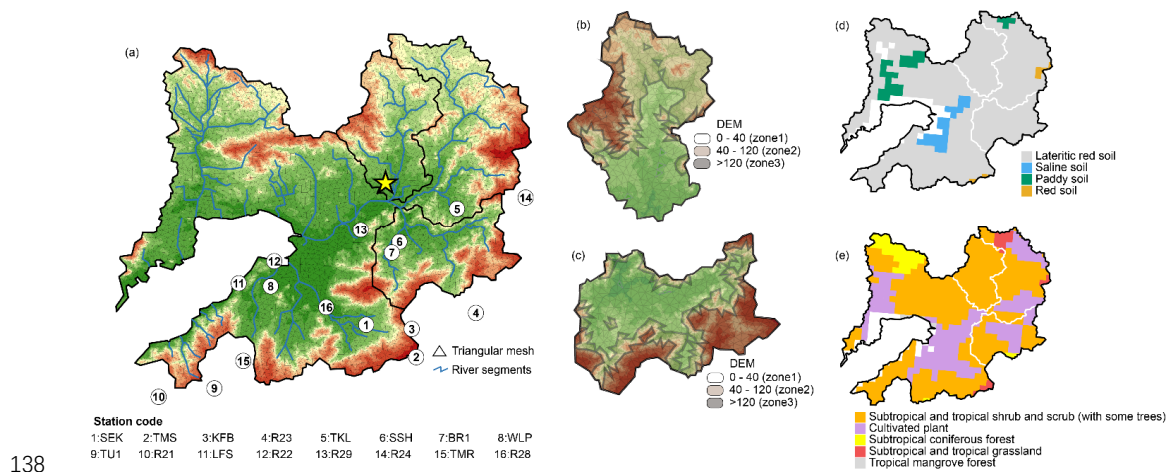 (a)
14
5
13
6
7
12
11
8
4
16
1
3
2
15
9
10
Triangular mesh
River segments
Station code
1:SEK 2:TMS 3:KFB 4:R23 5:TKL 6:SSH 7:BR1 8:WLP
9:TU1 10:R21 11:LFS 12:R22 13:R29 14:R24 15:TMR 16:R28
138
(b)
DEM
0 - 40 (zone1)
40 - 120 (zone2)
>120 (zone3)
(c)
DEM
0 - 40 (zone1)
40 - 120 (zone2)
>120 (zone3)
(d)
Lateritic red soil
Saline soil
Paddy soil
Red soil
(e)
Subtropical and tropical shrub and scrub (with some trees)
Cultivated plant
Subtropical coniferous forest
Subtropical and tropical grassland
Tropical mangrove forest